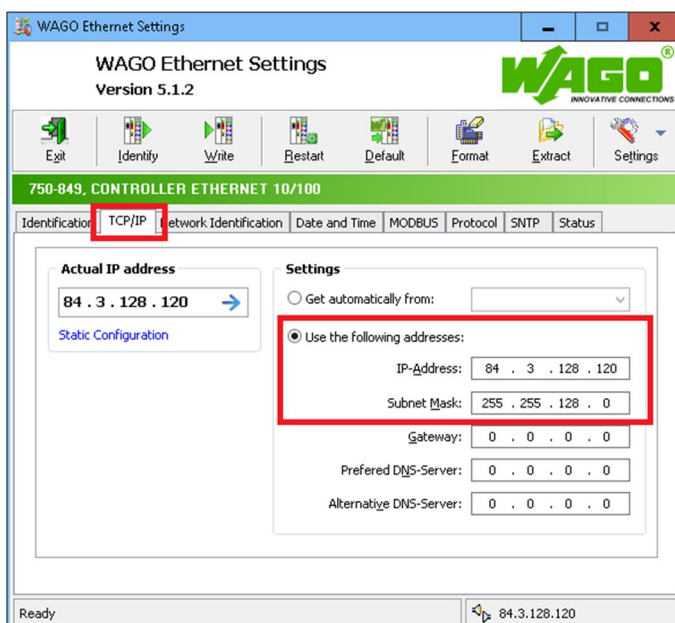 WAGO Ethernet Settings
WAGO Ethernet Settings
Version 5.1.2
WAGO®
INNOVATIVE CONNECTIONS
Exit Identify Write Restart Default Format Extract Settings
750-849, CONTROLLER ETHERNET 10/100
Identification TCP/IP Network Identification Date and Time MODBUS Protocol SNTP Status
Actual IP address
84 . 3 . 128 . 120
Static Configuration
Settings
Get automatically from:
Use the following addresses:
IP-Address: 84 . 3 . 128 . 120
Subnet Mask: 255 . 255 . 128 . 0
Gateway: 0 . 0 . 0 . 0
Prefered DNS-Server: 0 . 0 . 0 . 0
Alternative DNS-Server: 0 . 0 . 0 . 0
Ready 84.3.128.120